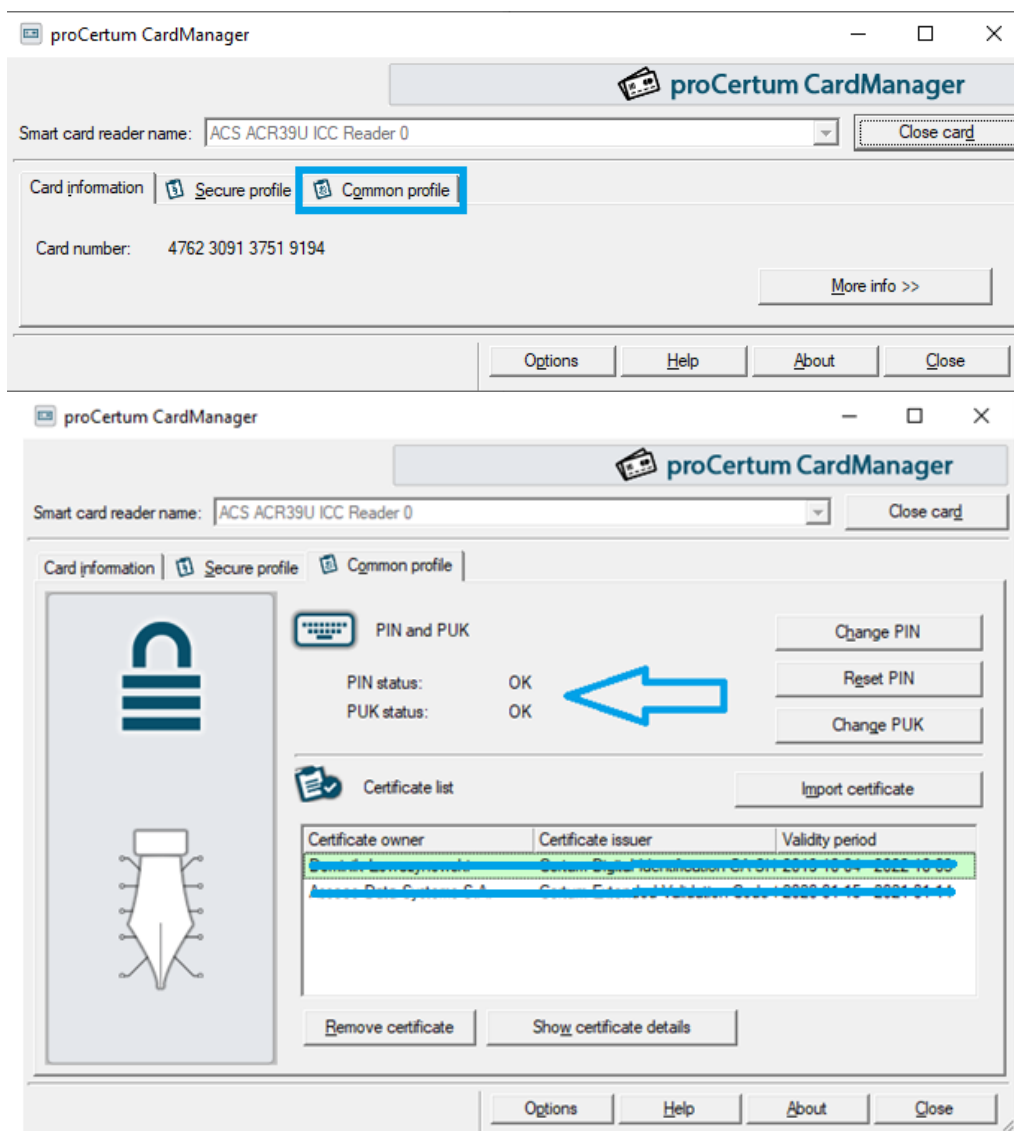 proCertum CardManager
proCertum CardManager
Smart card reader name: ACS ACR39U ICC Reader 0 Close card
Card information Secure profile Common profile
Card number: 4762 3091 3751 9194
More info >>
Options Help About Close
proCertum CardManager
proCertum CardManager
Smart card reader name: ACS ACR39U ICC Reader 0 Close card
Card information Secure profile Common profile
PIN and PUK Change PIN
PIN status: OK Reset PIN
PUK status: OK Change PUK
Certificate list Import certificate
Certificate owner Certificate issuer Validity period
Remove certificate Show certificate details
Options Help About Close